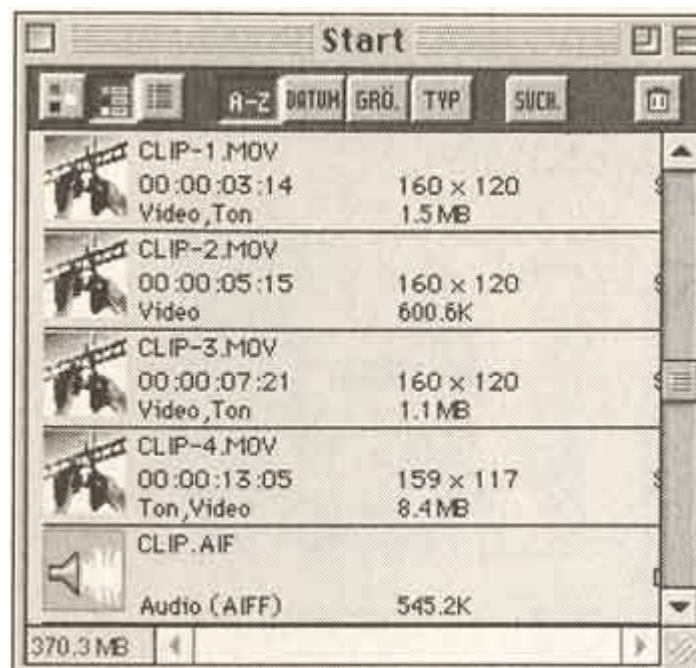 Start
A-Z DATUM GRÖ. TYP SUCH.
CLIP-1.MOV
00:00:03:14 160 x 120
Video,Ton 1.5 MB
CLIP-2.MOV
00:00:05:15 160 x 120
Video 600.6K
CLIP-3.MOV
00:00:07:21 160 x 120
Video,Ton 1.1 MB
CLIP-4.MOV
00:00:13:05 159 x 117
Ton,Video 8.4 MB
CLIP.AIF
Audio (AIFF) 545.2K
370.3 MB